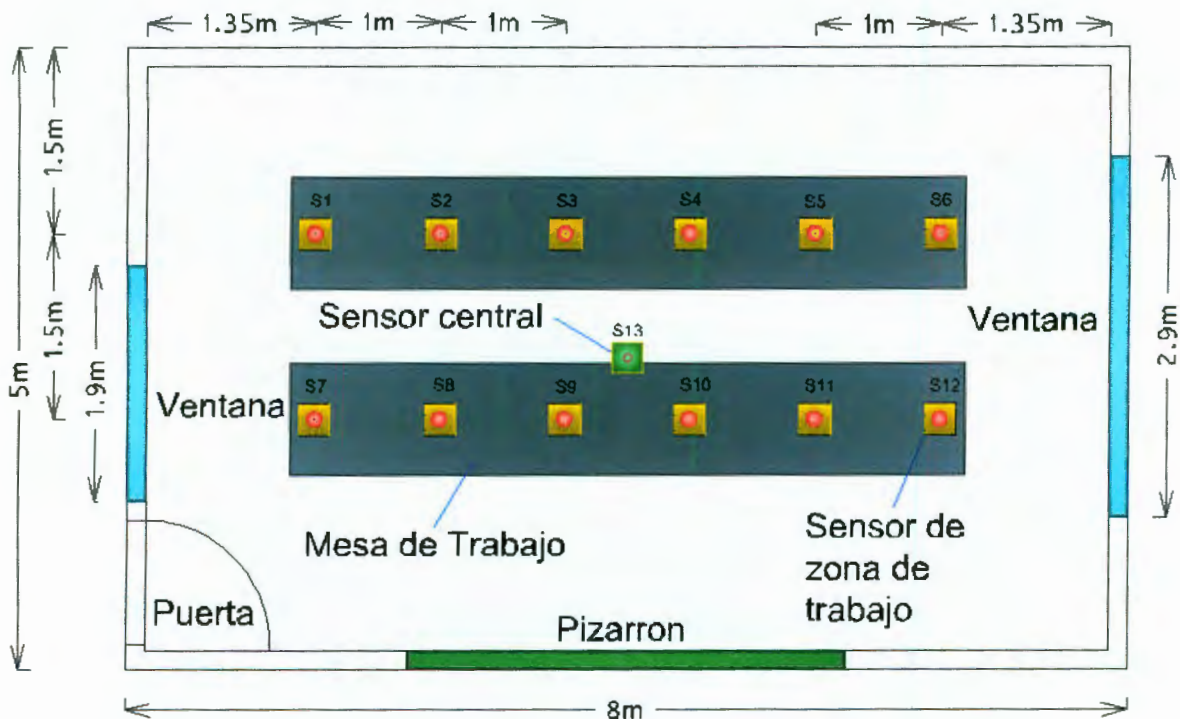 1.35m
1m
1m
1m
1.35m
1.5m
S1
S2
S3
S4
S5
S6
1.5m
Sensor central
S13
Ventana
5m
1.9m
2.9m
Ventana
S7
S8
S9
S10
S11
S12
Mesa de Trabajo
Sensor de
zona de
trabajo
Puerta
Pizarron
8m